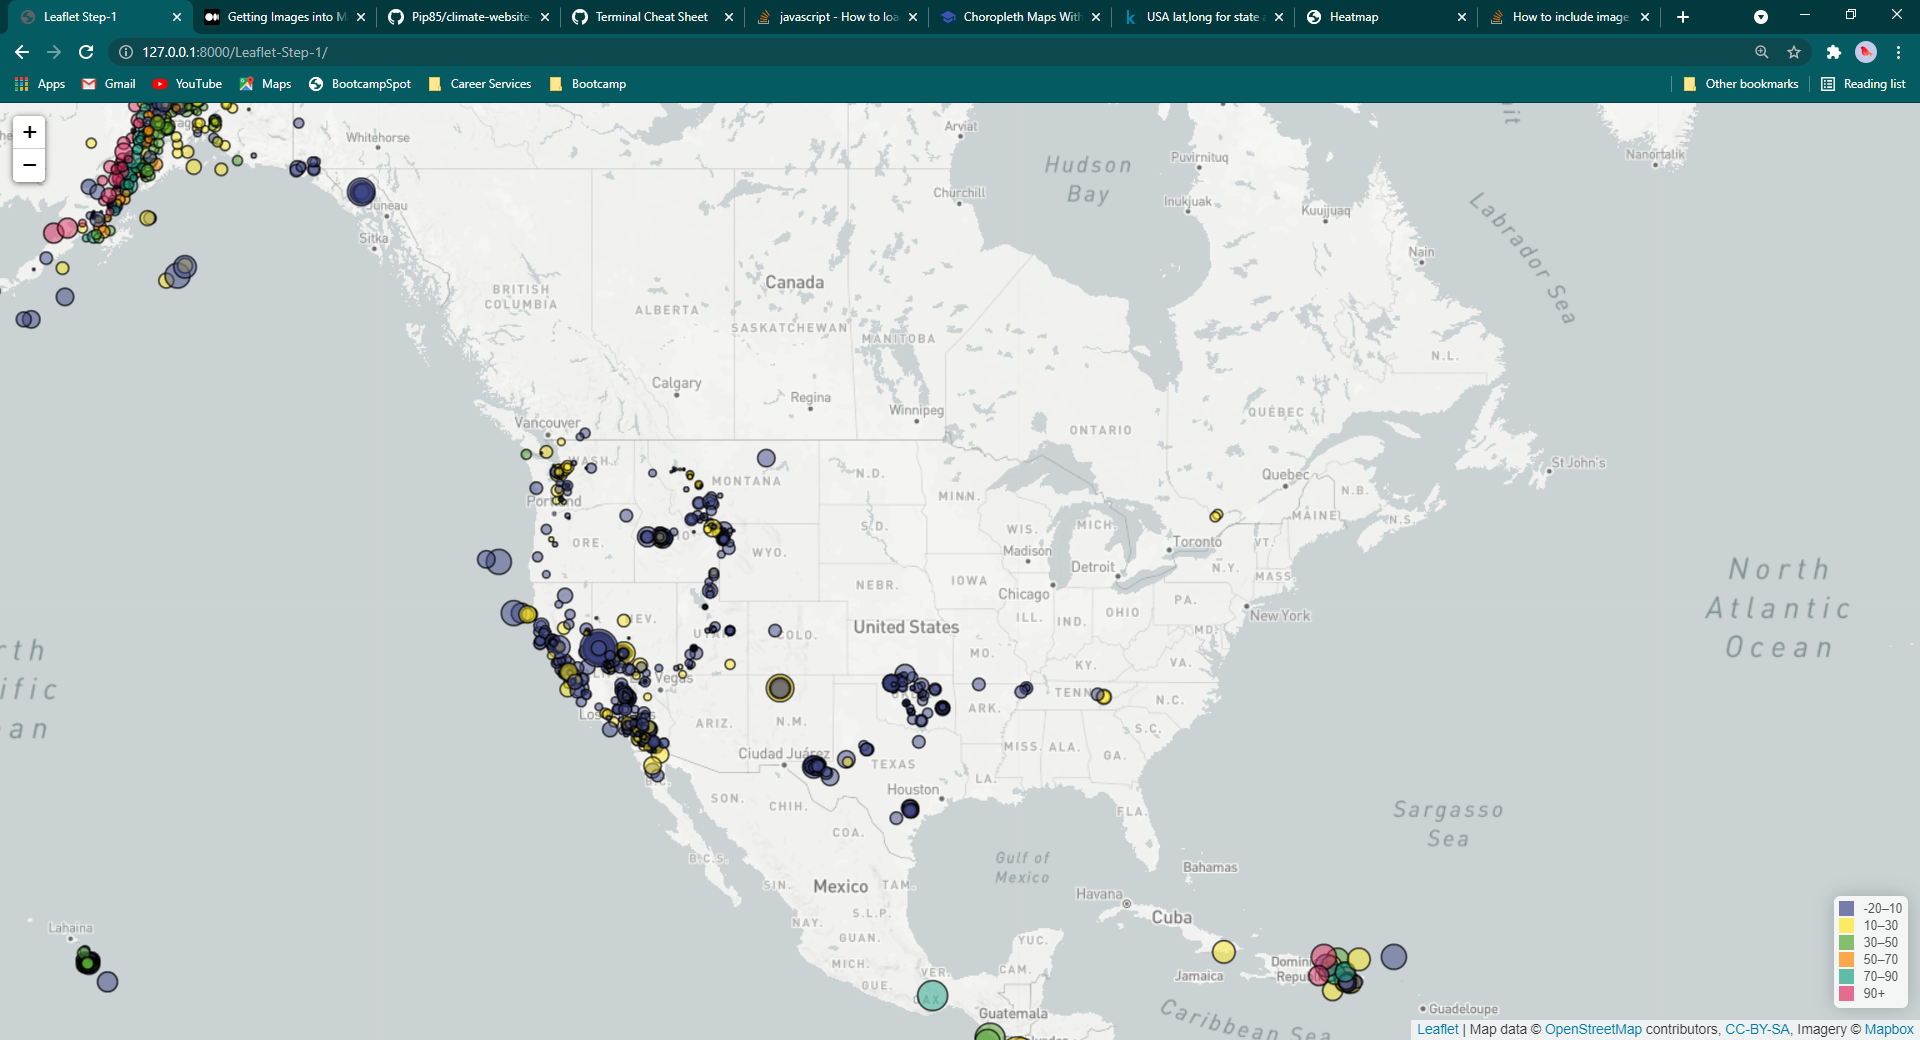 Leaflet Step-1
Getting Images into M
Pip85/climate-website
Terminal Cheat Sheet
javascript - How to loa
Choropleth Maps With
USA lat,long for state
Heatmap
How to include image
127.0.0.1:8000/Leaflet-Step-1/
Apps
Gmail
YouTube
Maps
BootcampSpot
Career Services
Bootcamp
Other bookmarks
Reading list
+
−
Whitehorse
Juneau
Sitka
Arviat
Hudson
Bay
Churchill
Puvirnituq
Inukjuak
Kuujjuaq
Nain
Nanortalik
Labrador Sea
Canada
BRITISH
COLUMBIA
ALBERTA
SASKATCHEWAN
MANITOBA
N.L.
Calgary
Regina
Winnipeg
Vancouver
ONTARIO
QUÉBEC
Quebec
St John's
WASH.
Portland
MONTANA
N.D.
MINN.
N.B.
MAINE
N.S.
ORE.
WYO.
S.D.
WIS.
MICH.
Madison
Toronto
VT.
Detroit
N.Y.
MASS.
NEBR.
IOWA
Chicago
PA.
New York
NEV.
UTAH
COLO.
United States
ILL.
IND.
OHIO
MD.
MO.
KY.
VA.
Vegas
ARIZ.
N.M.
ARK.
TENN.
N.C.
S.C.
Los
MISS.
ALA.
GA.
Ciudad Juárez
TEXAS
LA.
Houston
FLA.
B.C.
SON.
CHIH.
COA.
B.C.S.
SIN.
Mexico
TAM.
NAY.
S.L.P.
GUAN.
MICH.
GUE.
VER.
OAX.
YUC.
CAM.
Gulf of
Mexico
Havana
Cuba
Bahamas
Jamaica
Domini
Repu
Guadeloupe
Guatemala
Caribbean Sea
Sargasso
Sea
North
Atlantic
Ocean
rth
ific
ean
Lahaina
-20–10
10–30
30–50
50–70
70–90
90+
Leaflet | Map data © OpenStreetMap contributors, CC-BY-SA, Imagery © Mapbox